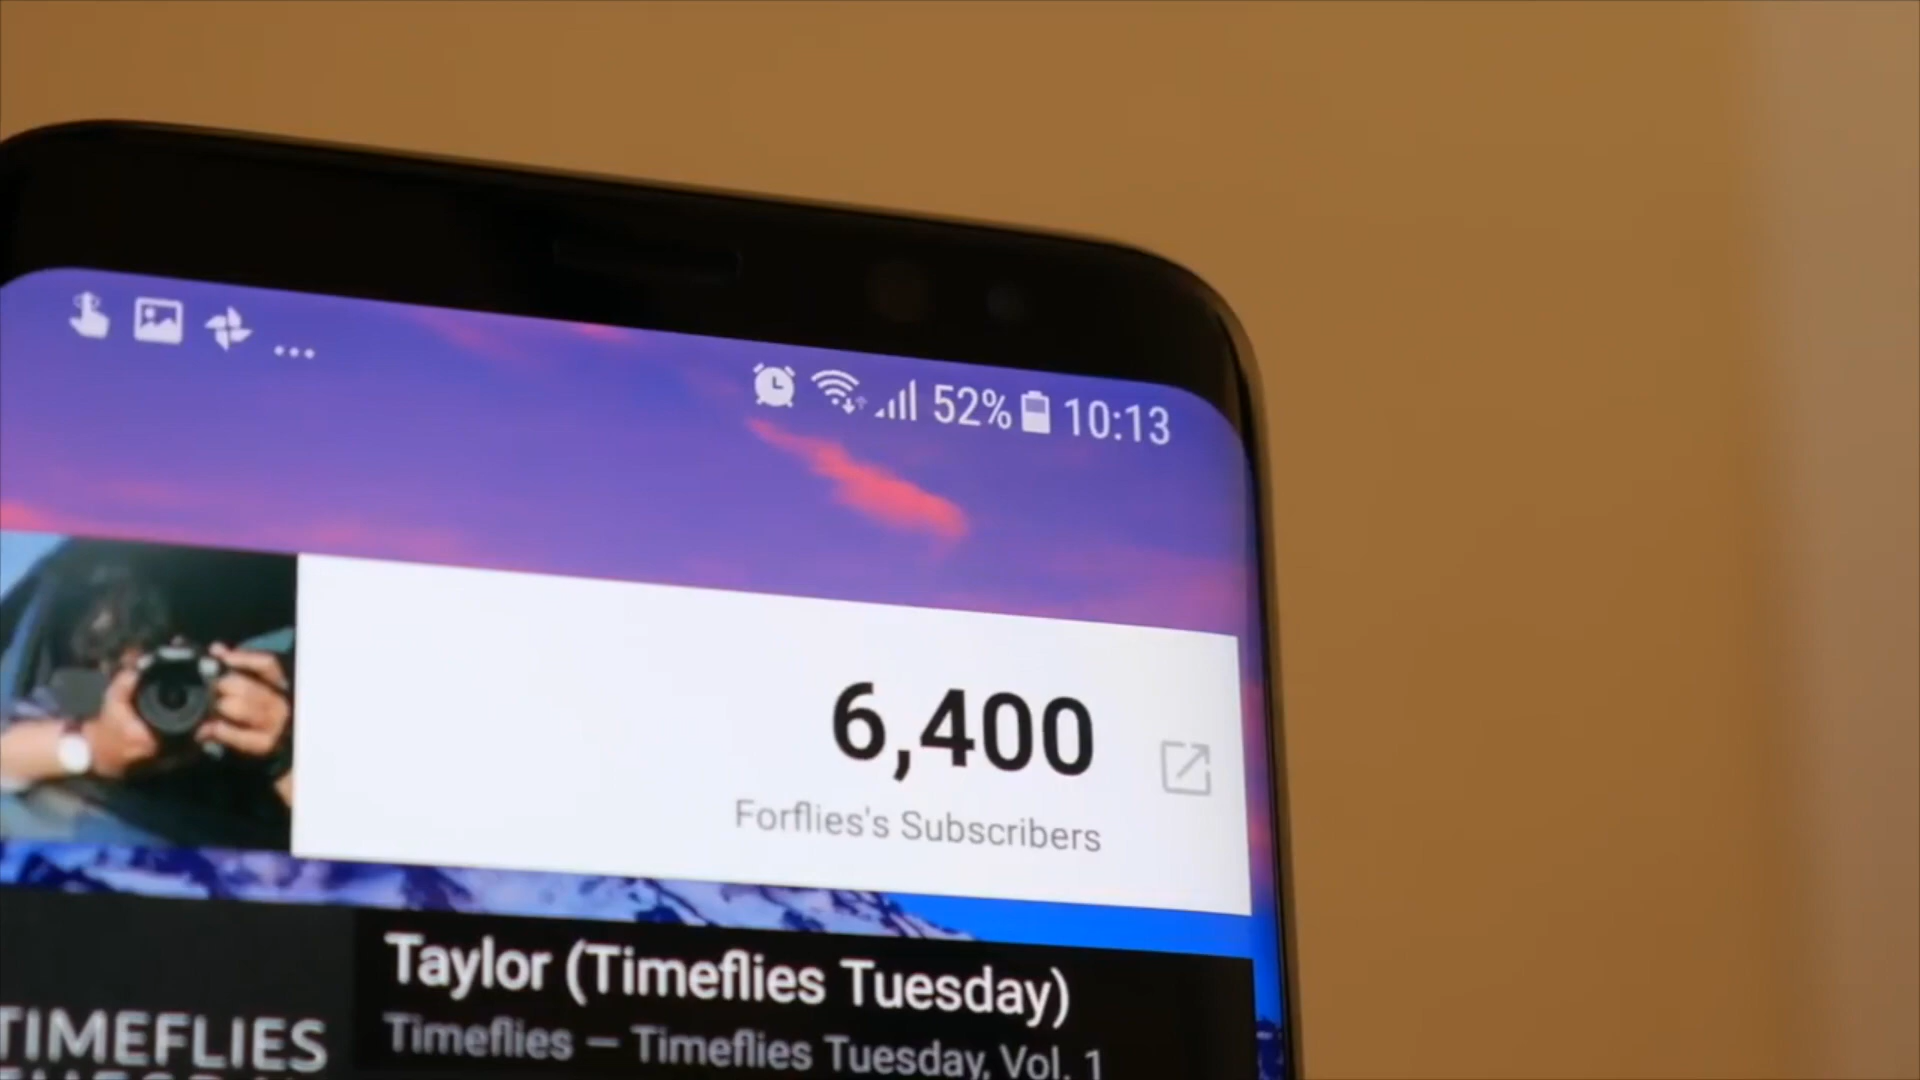 52% 10:13
6,400
Forflies's Subscribers
Taylor (Timeflies Tuesday)
Timeflies — Timeflies Tuesday, Vol. 1
TIMEFLIES